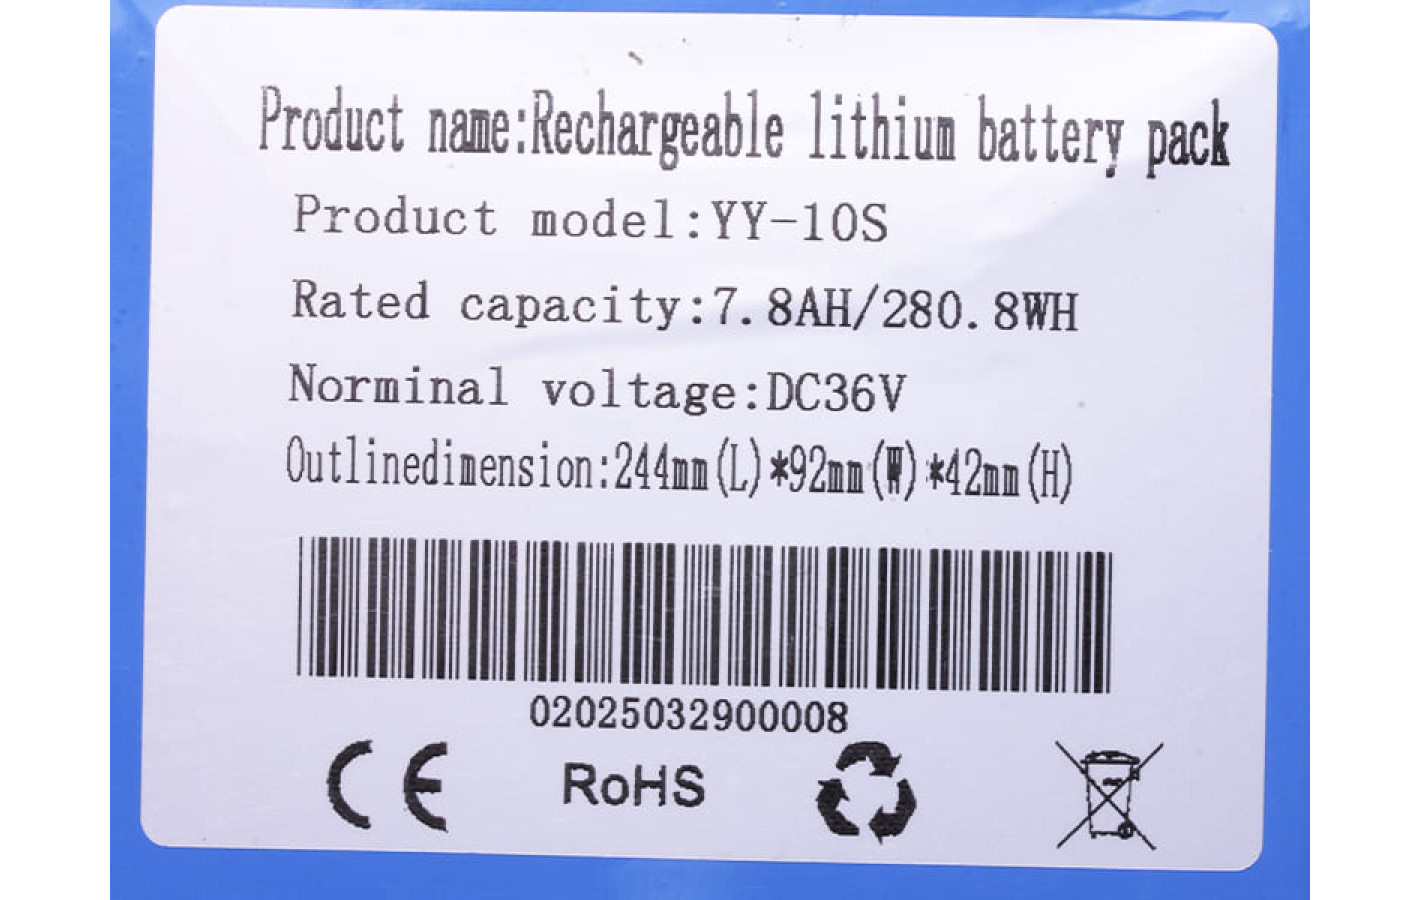 Product name:Rechargeable lithium battery pack
Product model:YY-10S
Rated capacity:7.8AH/280.8WH
Norminal voltage:DC36V
Outlinedimension:244mm(L)*92mm(W)*42mm(H)
02025032900008
CE RoHS